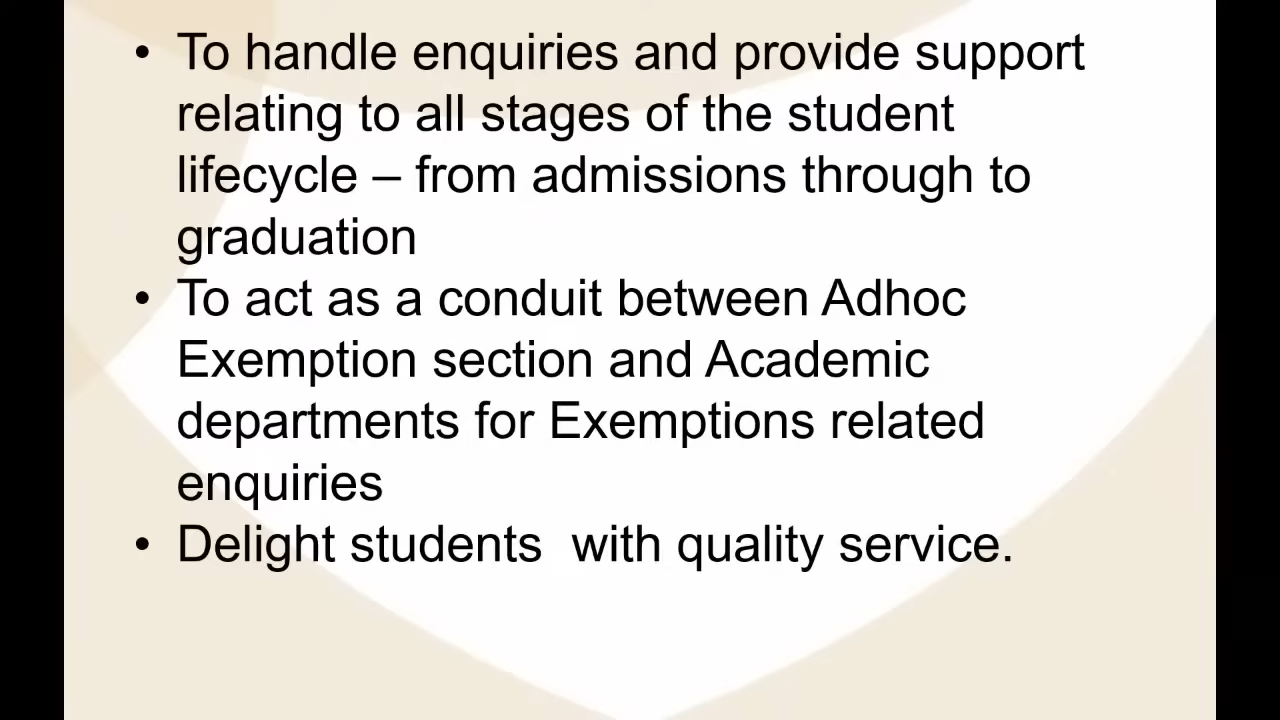 • To handle enquiries and provide support
relating to all stages of the student
lifecycle – from admissions through to
graduation
• To act as a conduit between Adhoc
Exemption section and Academic
departments for Exemptions related
enquiries
• Delight students  with quality service.